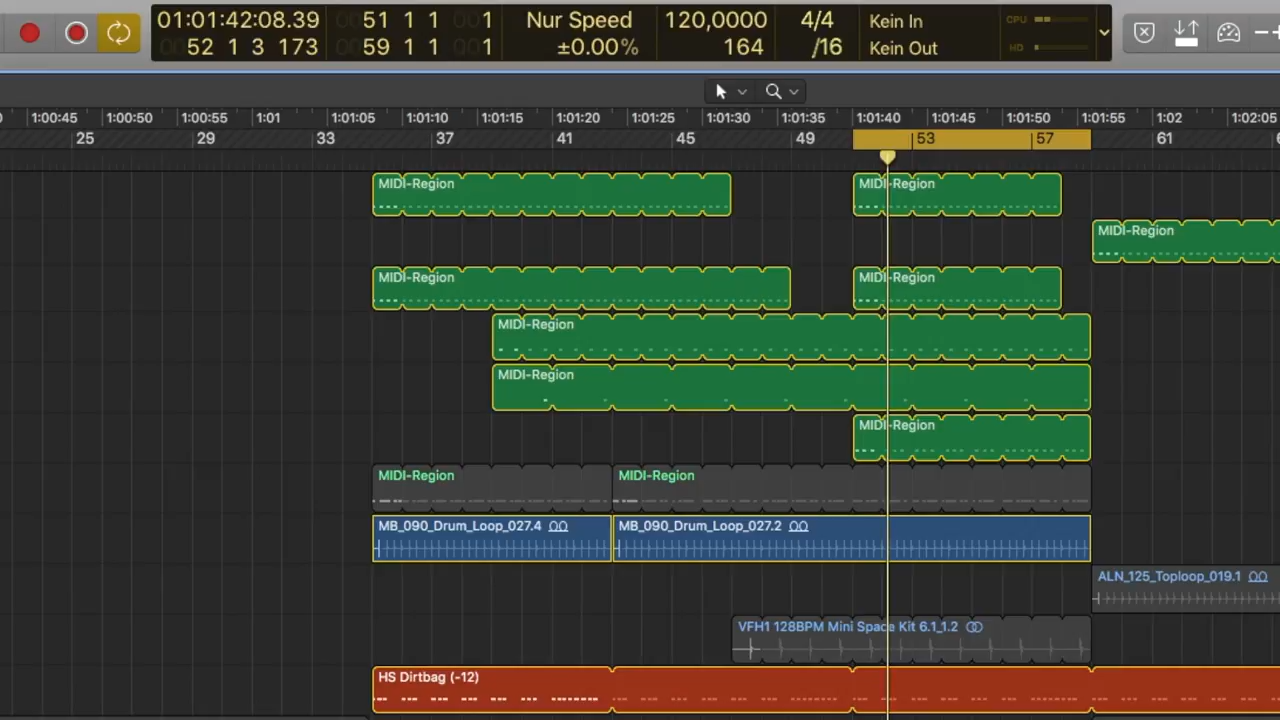 01:01:42:08.39 51 1 1 1 Nur Speed 120,0000 4/4 Kein In CPU
52 1 3 173 59 1 1 1 ±0.00% 164 /16 Kein Out HD
1:00:45 1:00:50 1:00:55 1:01 1:01:05 1:01:10 1:01:15 1:01:20 1:01:25 1:01:30 1:01:35 1:01:40 1:01:45 1:01:50 1:01:55 1:02 1:02:05
25 29 33 37 41 45 49 53 57 61
MIDI-Region MIDI-Region
MIDI-Region
MIDI-Region MIDI-Region
MIDI-Region
MIDI-Region
MIDI-Region
MIDI-Region MIDI-Region
MB_090_Drum_Loop_027.4 MB_090_Drum_Loop_027.2
ALN_125_Toploop_019.1
VFH1 128BPM Mini Space Kit 6.1_1.2
HS Dirtbag (-12)